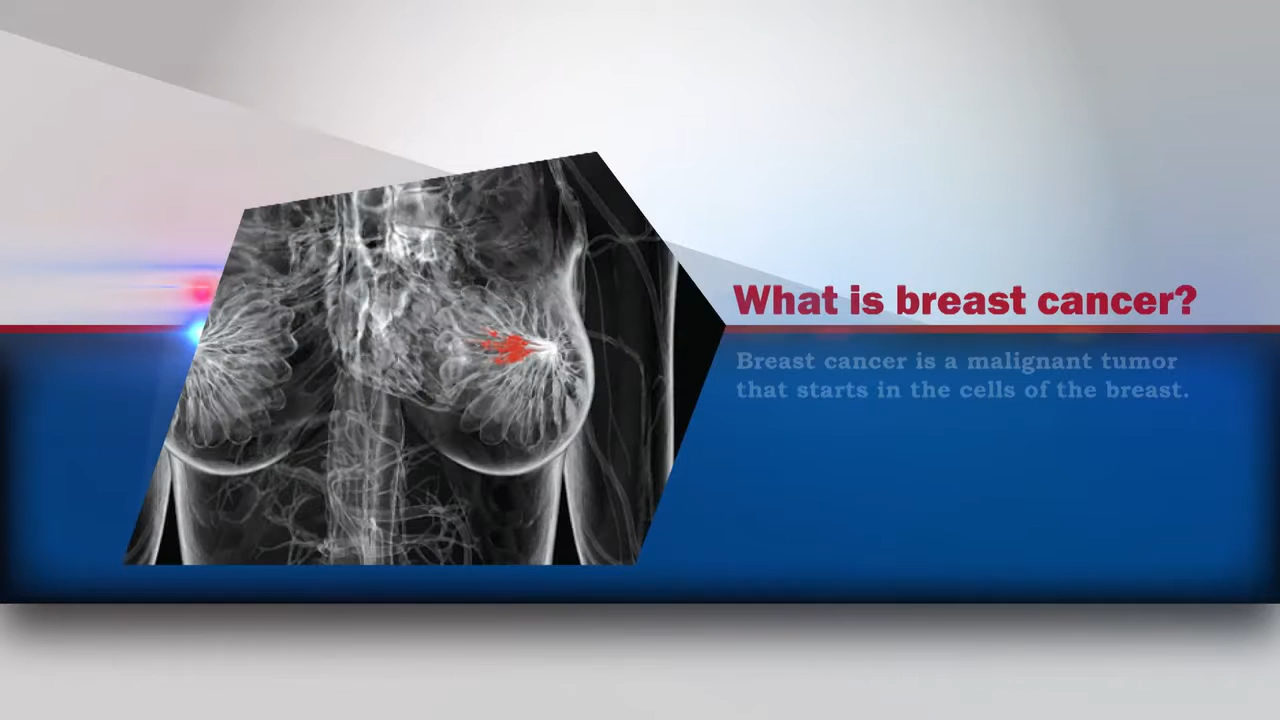 What is breast cancer?
Breast cancer is a malignant tumor
that starts in the cells of the breast.